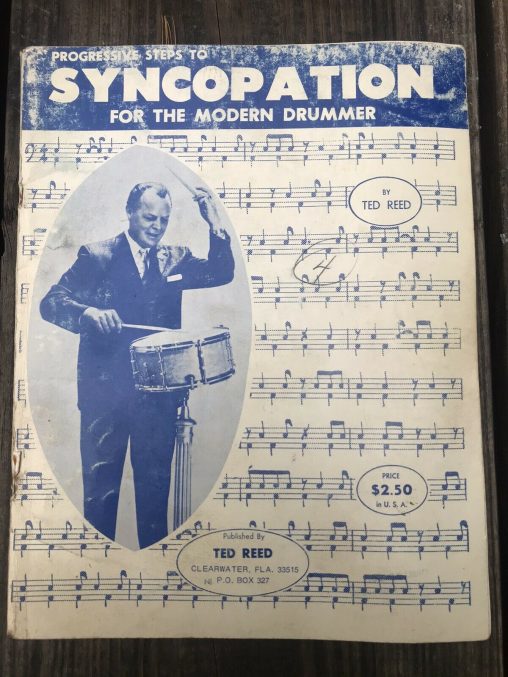 PROGRESSIVE STEPS TO
SYNCOPATION
FOR THE MODERN DRUMMER
BY
TED REED
4
PRICE
$2.50
in U.S.A.
Published By
TED REED
CLEARWATER, FLA. 33515
P.O. BOX 327